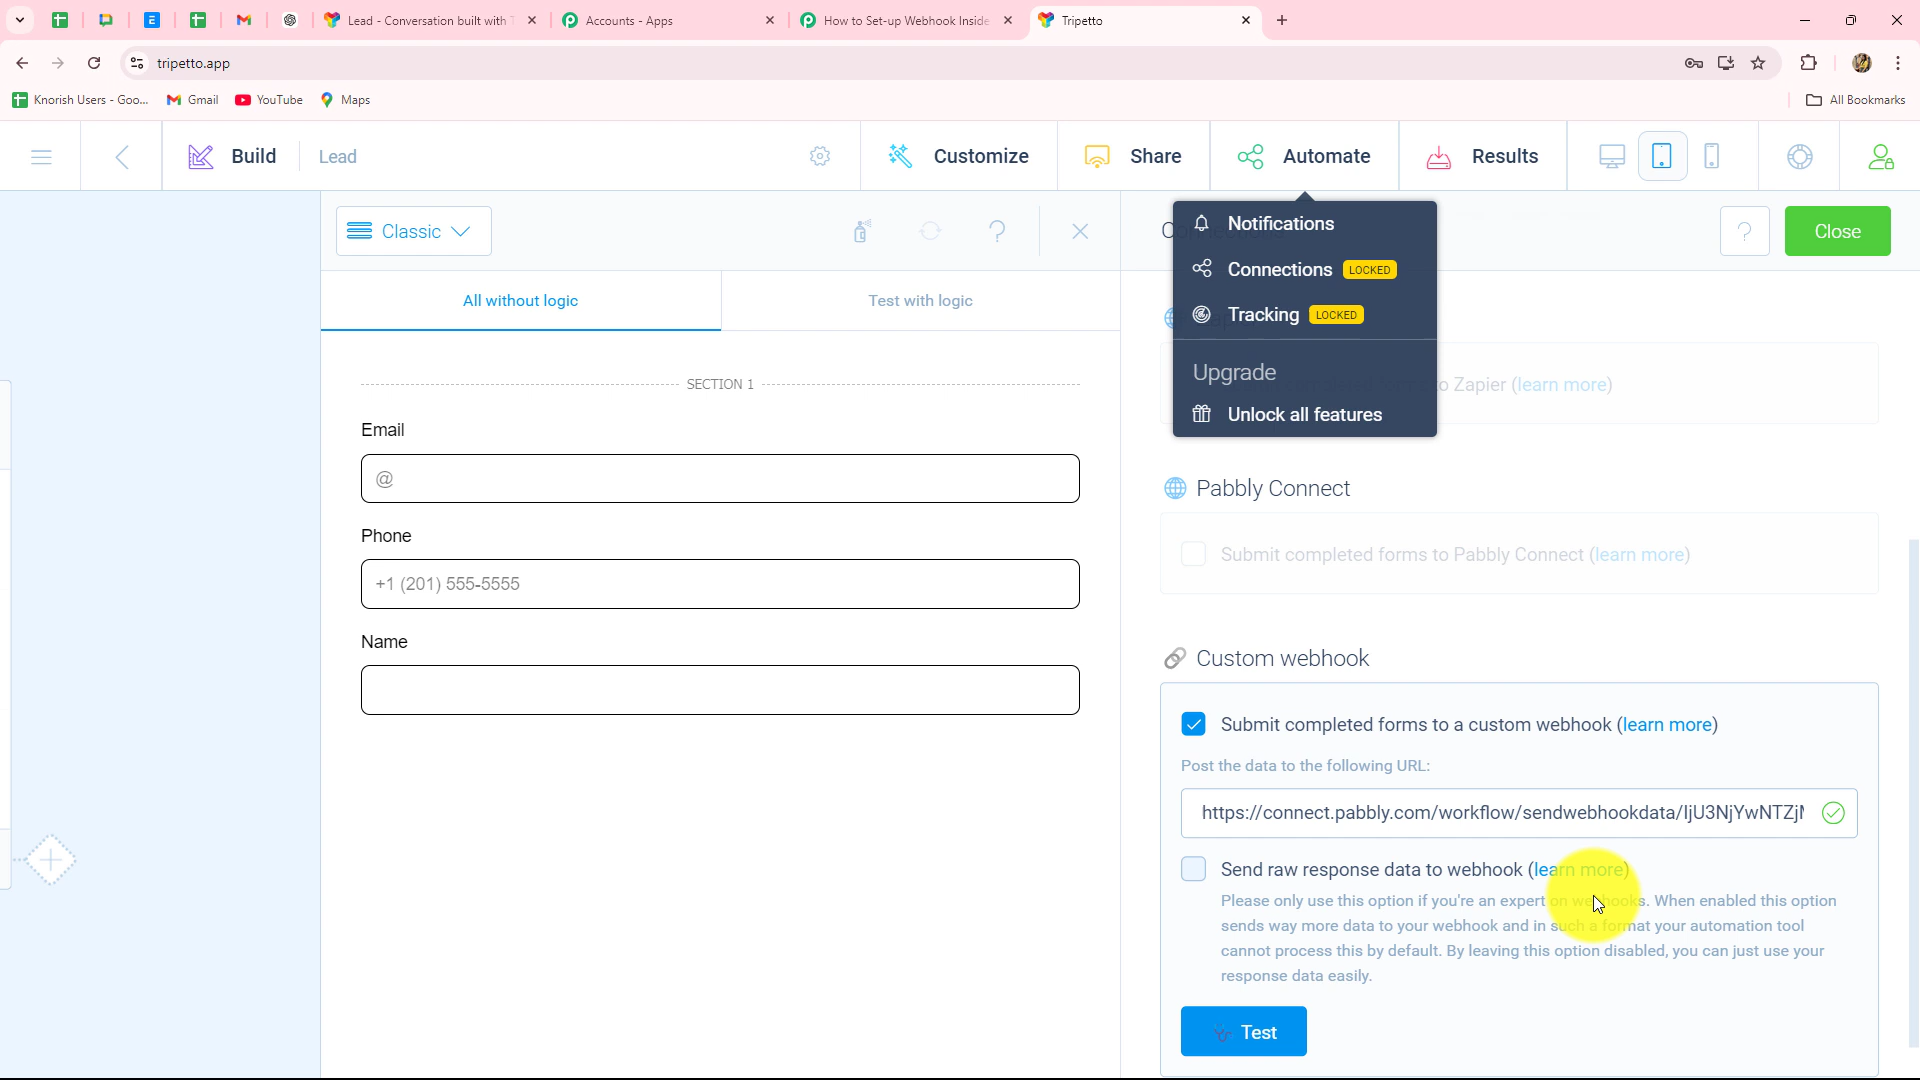 Lead - Conversation built with
Accounts - Apps
How to Set-up Webhook Inside
Tripetto
tripetto.app
Knorish Users - Goo...
Gmail
YouTube
Maps
All Bookmarks
Build
Lead
Customize
Share
Automate
Results
Classic
Notifications
Close
Connections LOCKED
Tracking LOCKED
Upgrade
Unlock all features
All without logic
Test with logic
to Zapier (learn more)
SECTION 1
Email
@
Phone
+1 (201) 555-5555
Name
Pabbly Connect
Submit completed forms to Pabbly Connect (learn more)
Custom webhook
Submit completed forms to a custom webhook (learn more)
Post the data to the following URL:
https://connect.pabbly.com/workflow/sendwebhookdata/IjU3NjYwNTZjN
Send raw response data to webhook (learn more)
Please only use this option if you're an expert on webhooks. When enabled this option
sends way more data to your webhook and in such a format your automation tool
cannot process this by default. By leaving this option disabled, you can just use your
response data easily.
Test